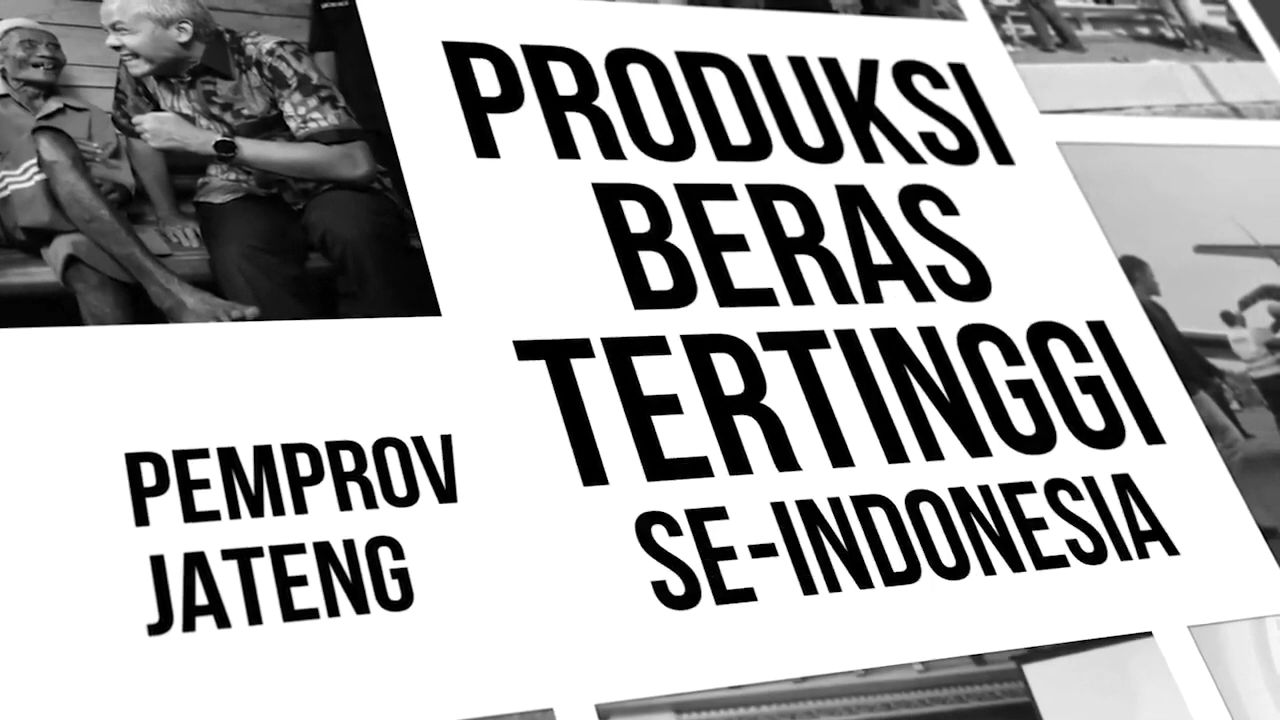 PRODUKSI
BERAS
TERTINGGI
SE-INDONESIA
PEMPROV
JATENG